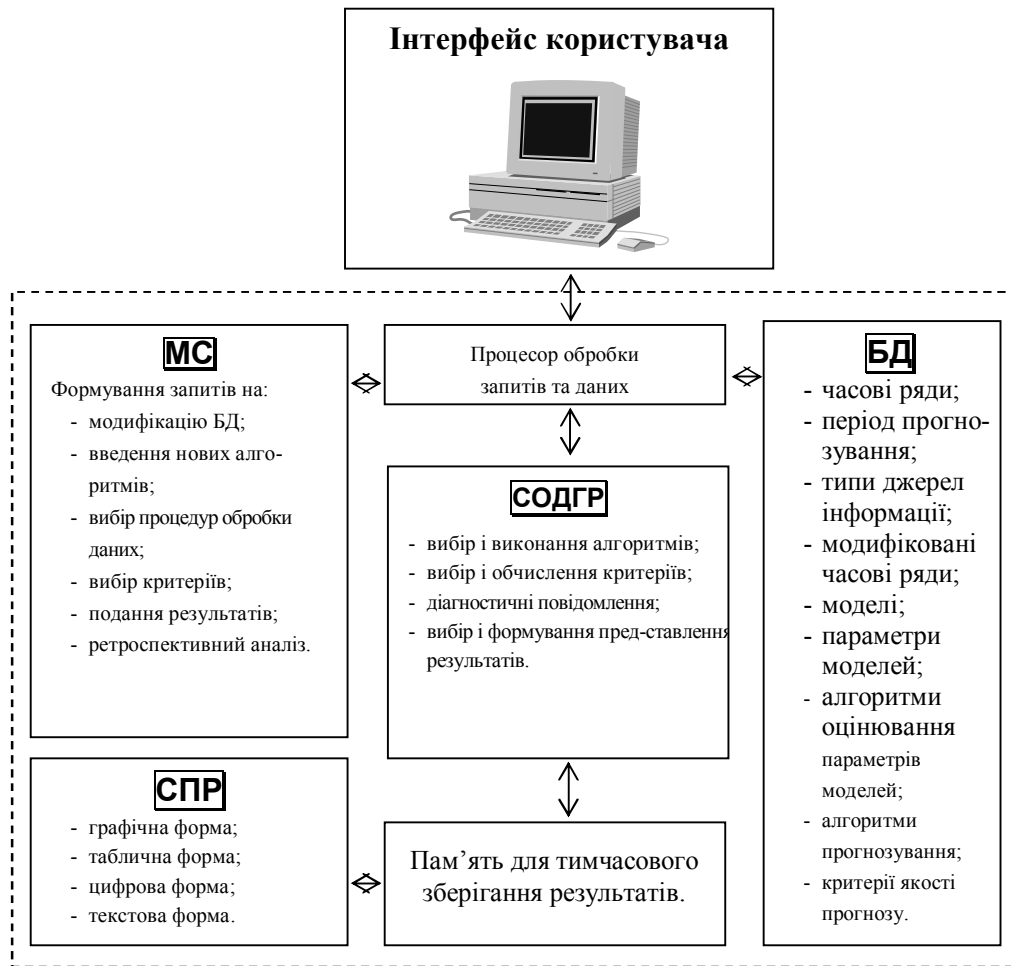 Інтерфейс користувача
МС
Формування запитів на:
- модифікацію БД;
- введення нових алго-
ритмів;
- вибір процедур обробки
даних;
- вибір критеріїв;
- подання результатів;
- ретроспективний аналіз.
Процесор обробки
запитів та даних
БД
- часові ряди;
- період прогно-
зування;
- типи джерел
інформації;
- модифіковані
часові ряди;
- моделі;
- параметри
моделей;
- алгоритми
оцінювання
параметрів
моделей;
- алгоритми
прогнозування;
- критерії якості
прогнозу.
СОДГР
- вибір і виконання алгоритмів;
- вибір і обчислення критеріїв;
- діагностичні повідомлення;
- вибір і формування пред-ставлення
результатів.
СПР
- графічна форма;
- таблична форма;
- цифрова форма;
- текстова форма.
Пам’ять для тимчасового
зберігання результатів.